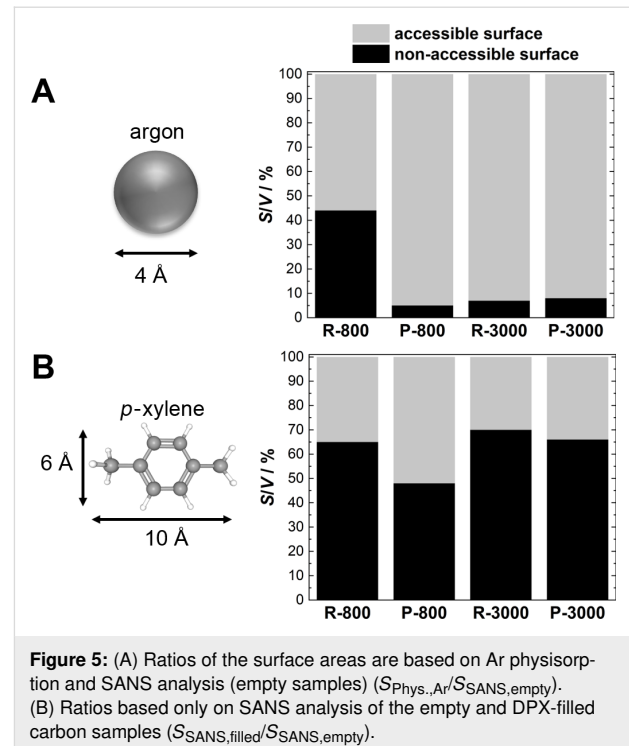 accessible surface
non-accessible surface
A
argon
4 Å
S/V / %
100
90
80
70
60
50
40
30
20
10
0
R-800 P-800 R-3000 P-3000
B
p-xylene
6 Å
10 Å
S/V / %
100
90
80
70
60
50
40
30
20
10
0
R-800 P-800 R-3000 P-3000
Figure 5: (A) Ratios of the surface areas are based on Ar physisorp-
tion and SANS analysis (empty samples) (SPhys.,Ar/SSANS,empty).
(B) Ratios based only on SANS analysis of the empty and DPX-filled
carbon samples (SSANS,filled/SSANS,empty).